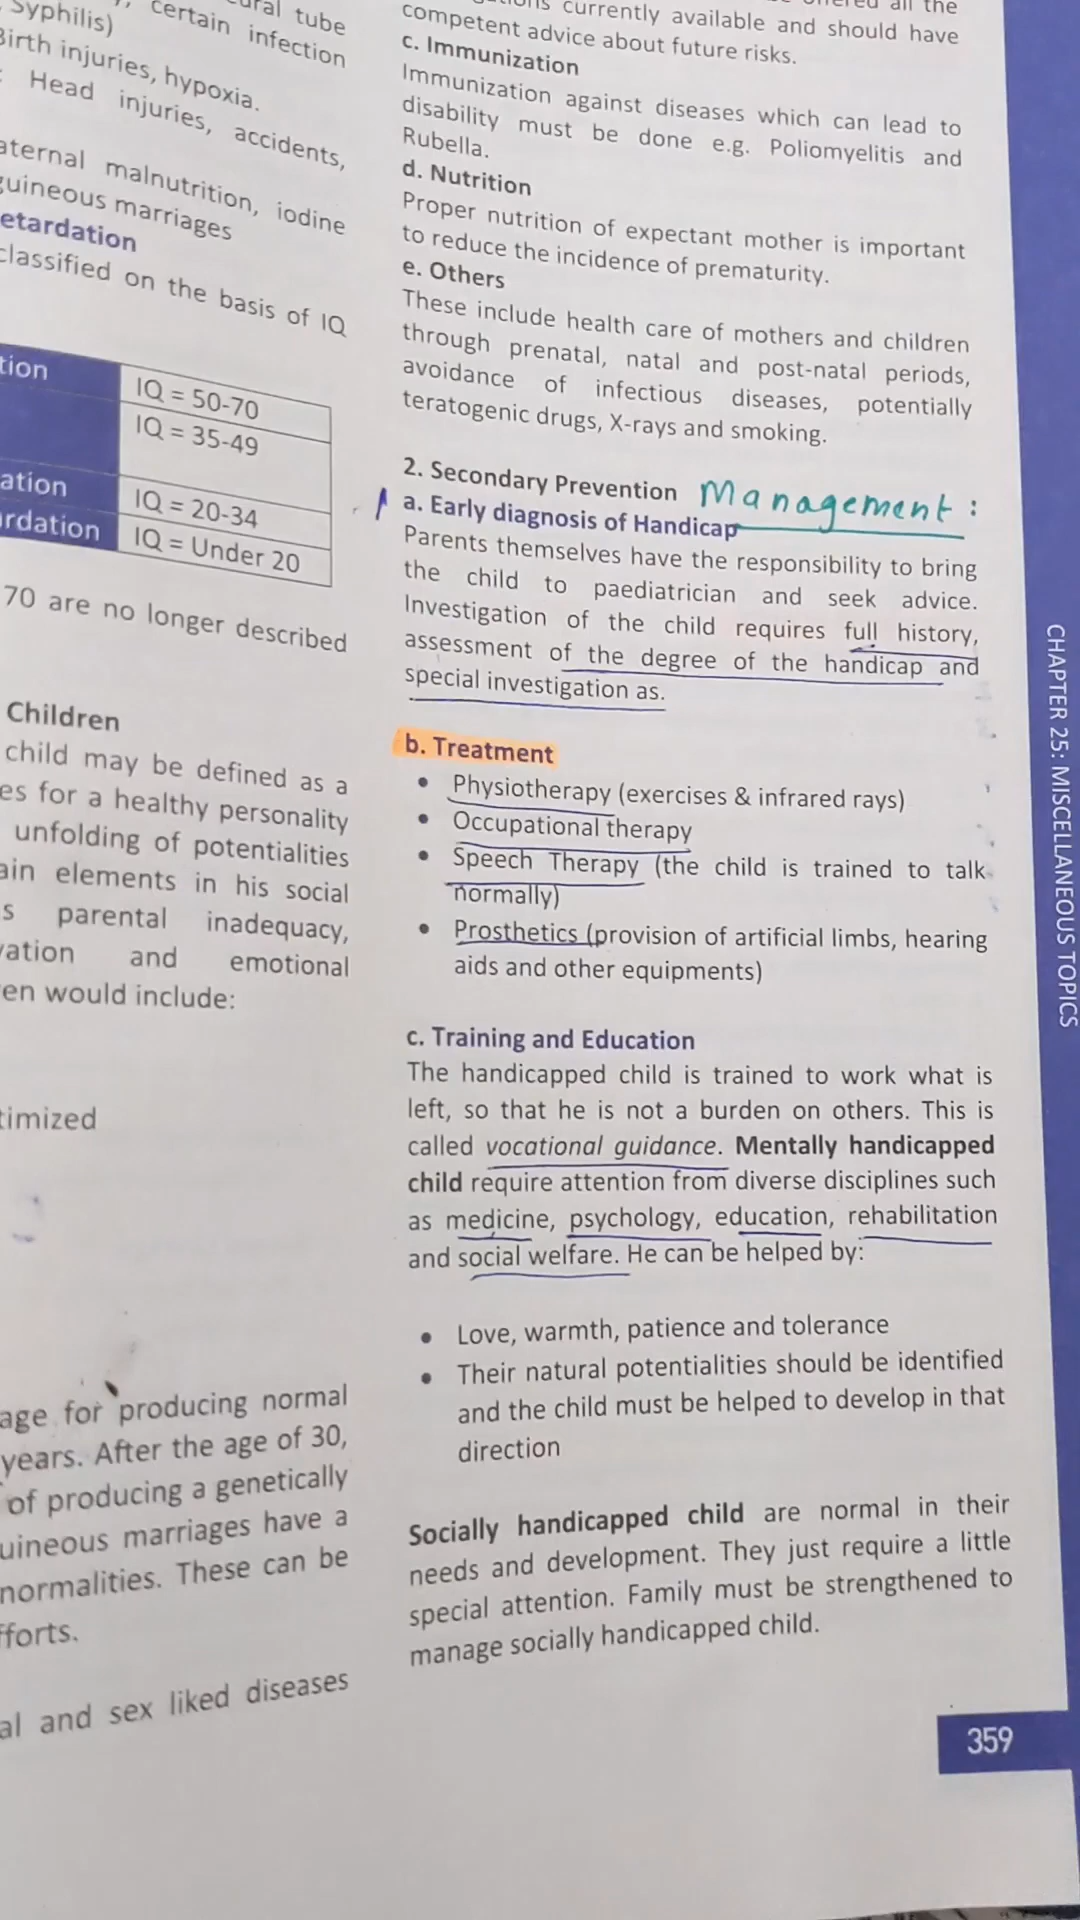 Syphilis)
certain infection
Birth injuries, hypoxia.
Head injuries, accidents,
malnutrition, iodine
marriages
classified on the basis of IQ
IQ = 50-70
IQ = 35-49
IQ = 20-34
IQ = Under 20
70 are no longer described
Children
child may be defined as a
for a healthy personality
unfolding of potentialities
elements in his social
parental inadequacy,
and emotional
would include:
age for producing normal
years. After the age of 30,
of producing a genetically
marriages have a
These can be
and sex liked diseases
currently available and should have
competent advice about future risks.
c. Immunization
Immunization against diseases which can lead to
disability must be done e.g. Poliomyelitis and
Rubella.
d. Nutrition
Proper nutrition of expectant mother is important
to reduce the incidence of prematurity.
e. Others
These include health care of mothers and children
through prenatal, natal and post-natal periods,
avoidance of infectious diseases, potentially
teratogenic drugs, X-rays and smoking.
2. Secondary Prevention Management:
a. Early diagnosis of Handicap
Parents themselves have the responsibility to bring
the child to paediatrician and seek advice.
Investigation of the child requires full history,
assessment of the degree of the handicap and
special investigation as.
b. Treatment
• Physiotherapy (exercises & infrared rays)
• Occupational therapy
• Speech Therapy (the child is trained to talk
normally)
• Prosthetics (provision of artificial limbs, hearing
aids and other equipments)
c. Training and Education
The handicapped child is trained to work what is
left, so that he is not a burden on others. This is
called vocational guidance. Mentally handicapped
child require attention from diverse disciplines such
as medicine, psychology, education, rehabilitation
and social welfare. He can be helped by:
• Love, warmth, patience and tolerance
• Their natural potentialities should be identified
and the child must be helped to develop in that
direction
Socially handicapped child are normal in their
needs and development. They just require a little
special attention. Family must be strengthened to
manage socially handicapped child.
CHAPTER 25: MISCELLANEOUS TOPICS
359